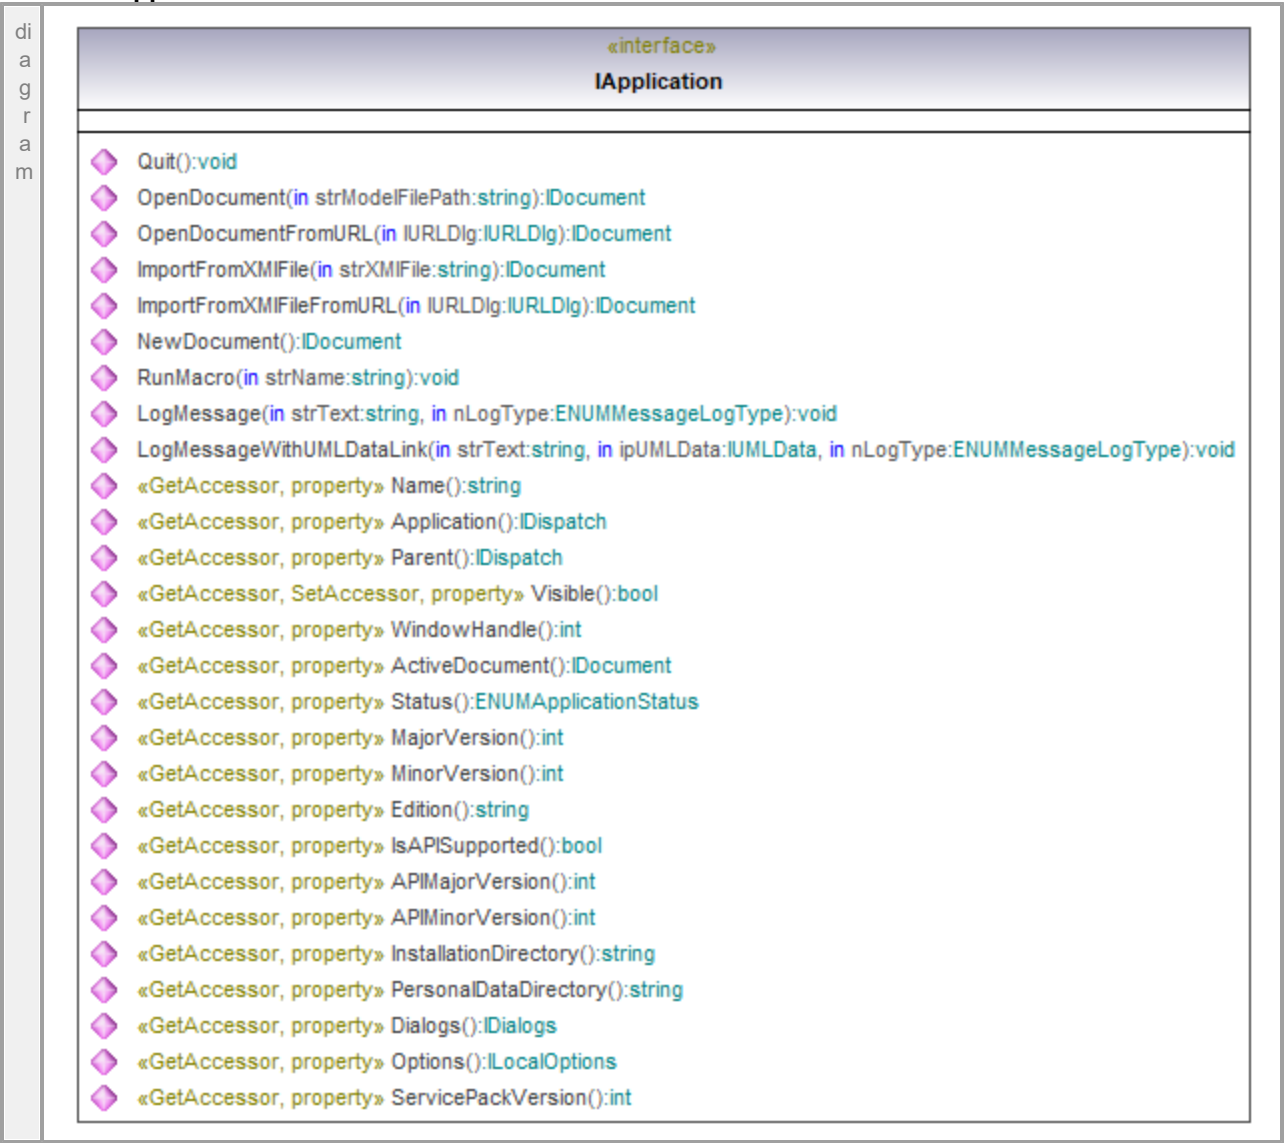 diagram
«interface»
IApplication
Quit():void
OpenDocument(in strModelFilePath:string):IDocument
OpenDocumentFromURL(in IURLDlg:IURLDlg):IDocument
ImportFromXMIFile(in strXMIFile:string):IDocument
ImportFromXMIFileFromURL(in IURLDlg:IURLDlg):IDocument
NewDocument():IDocument
RunMacro(in strName:string):void
LogMessage(in strText:string, in nLogType:ENUMMessageLogType):void
LogMessageWithUMLDataLink(in strText:string, in ipUMLData:IUMLData, in nLogType:ENUMMessageLogType):void
«GetAccessor, property» Name():string
«GetAccessor, property» Application():IDispatch
«GetAccessor, property» Parent():IDispatch
«GetAccessor, SetAccessor, property» Visible():bool
«GetAccessor, property» WindowHandle():int
«GetAccessor, property» ActiveDocument():IDocument
«GetAccessor, property» Status():ENUMApplicationStatus
«GetAccessor, property» MajorVersion():int
«GetAccessor, property» MinorVersion():int
«GetAccessor, property» Edition():string
«GetAccessor, property» IsAPISupported():bool
«GetAccessor, property» APIMajorVersion():int
«GetAccessor, property» APIMinorVersion():int
«GetAccessor, property» InstallationDirectory():string
«GetAccessor, property» PersonalDataDirectory():string
«GetAccessor, property» Dialogs():IDialogs
«GetAccessor, property» Options():ILocalOptions
«GetAccessor, property» ServicePackVersion():int